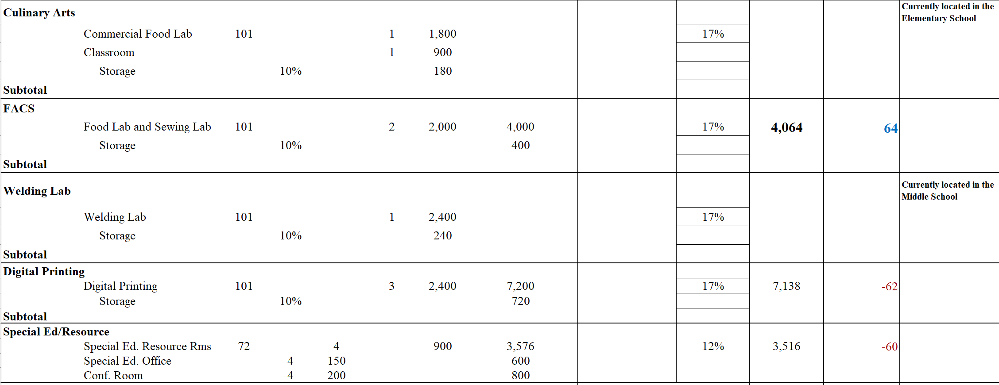 Culinary Arts Currently located in the
Elementary School
Commercial Food Lab 101 1 1,800 17%
Classroom 1 900
Storage 10% 180
Subtotal
FACS
Food Lab and Sewing Lab 101 2 2,000 4,000 17% 4,064 64
Storage 10% 400
Subtotal
Welding Lab Currently located in the
Middle School
Welding Lab 101 1 2,400 17%
Storage 10% 240
Subtotal
Digital Printing
Digital Printing 101 3 2,400 7,200 17% 7,138 -62
Storage 10% 720
Subtotal
Special Ed/Resource
Special Ed. Resource Rms 72 4 900 3,576 12% 3,516 -60
Special Ed. Office 4 150 600
Conf. Room 4 200 800